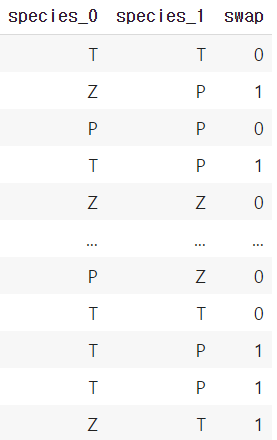 species_0 species_1 swap
T T 0
Z P 1
P P 0
T P 1
Z Z 0
... ... ...
P Z 0
T T 0
T P 1
T P 1
Z T 1